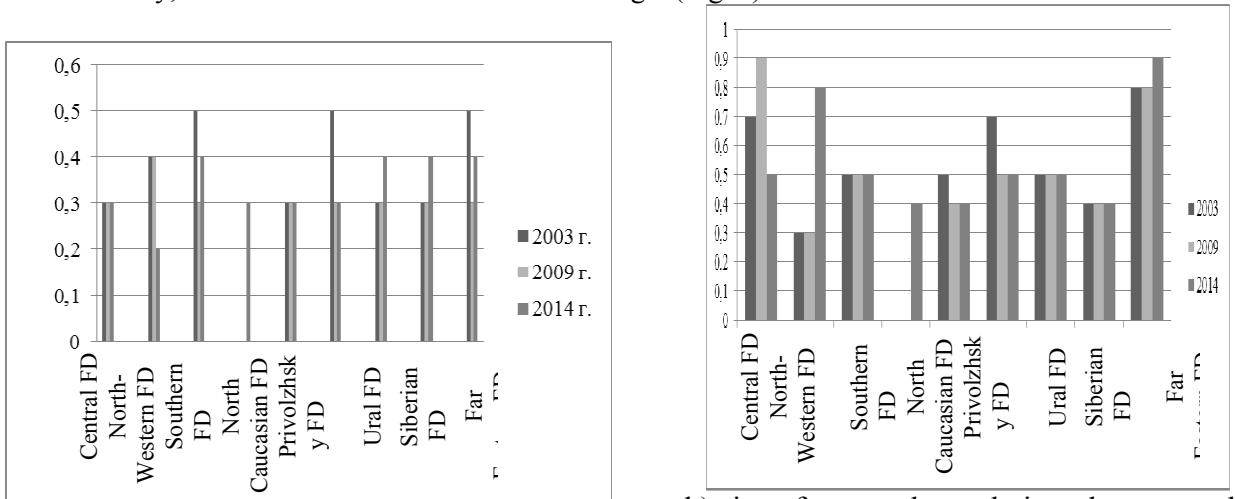 0,6
0,5
0,4
0,3
0,2
0,1
0
Central FD
North-
Western FD
Southern
FD
North
Caucasian FD
Privolzhsk
y FD
Ural FD
Siberian
FD
Far
2003 г.
2009 г.
2014 г.
1
0,9
0,8
0,7
0,6
0,5
0,4
0,3
0,2
0,1
0
Central FD
North-
Western FD
Southern
FD
North
Caucasian FD
Privolzhsk
y FD
Ural FD
Siberian
FD
Far
2003
2009
2014